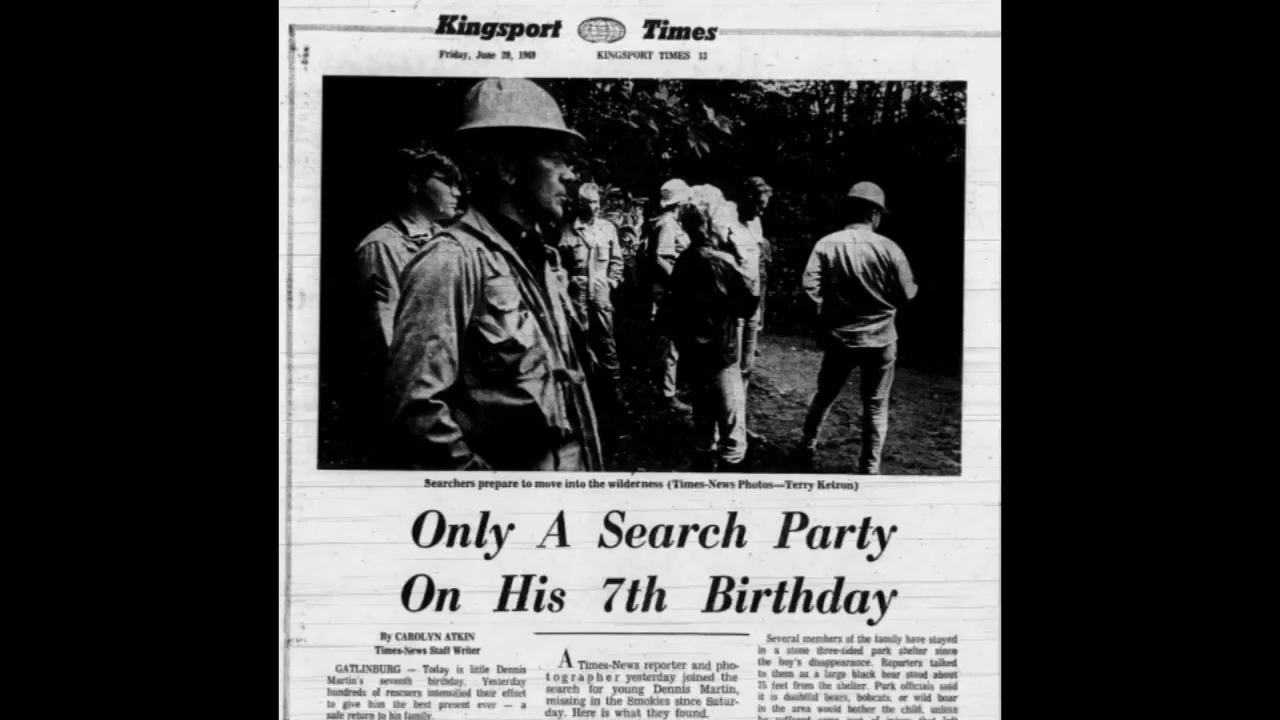 Kingsport Times
Friday, June 20, 1969 KINGSPORT TIMES 13
Searchers prepare to move into the wilderness (Times-News Photos—Terry Ketron)
Only A Search Party
On His 7th Birthday
By CAROLYN ATKIN
Times-News Staff Writer
GATLINBURG — Today is little Dennis
Martin's seventh birthday. Yesterday
hundreds of rescuers intensified their effort
to give him the best present ever — a
safe return to his family.
A Times-News reporter and pho-
tographer yesterday joined the
search for young Dennis Martin,
missing in the Smokies since Satur-
day. Here is what they found.
Several members of the family have stayed
in a stone three-sided park shelter since
the boy's disappearance. Reporters talked
to them as a large black bear stood about
75 feet from the shelter. Park officials said
it is doubtful bears, bobcats, or wild boar
in the area would bother the child, unless